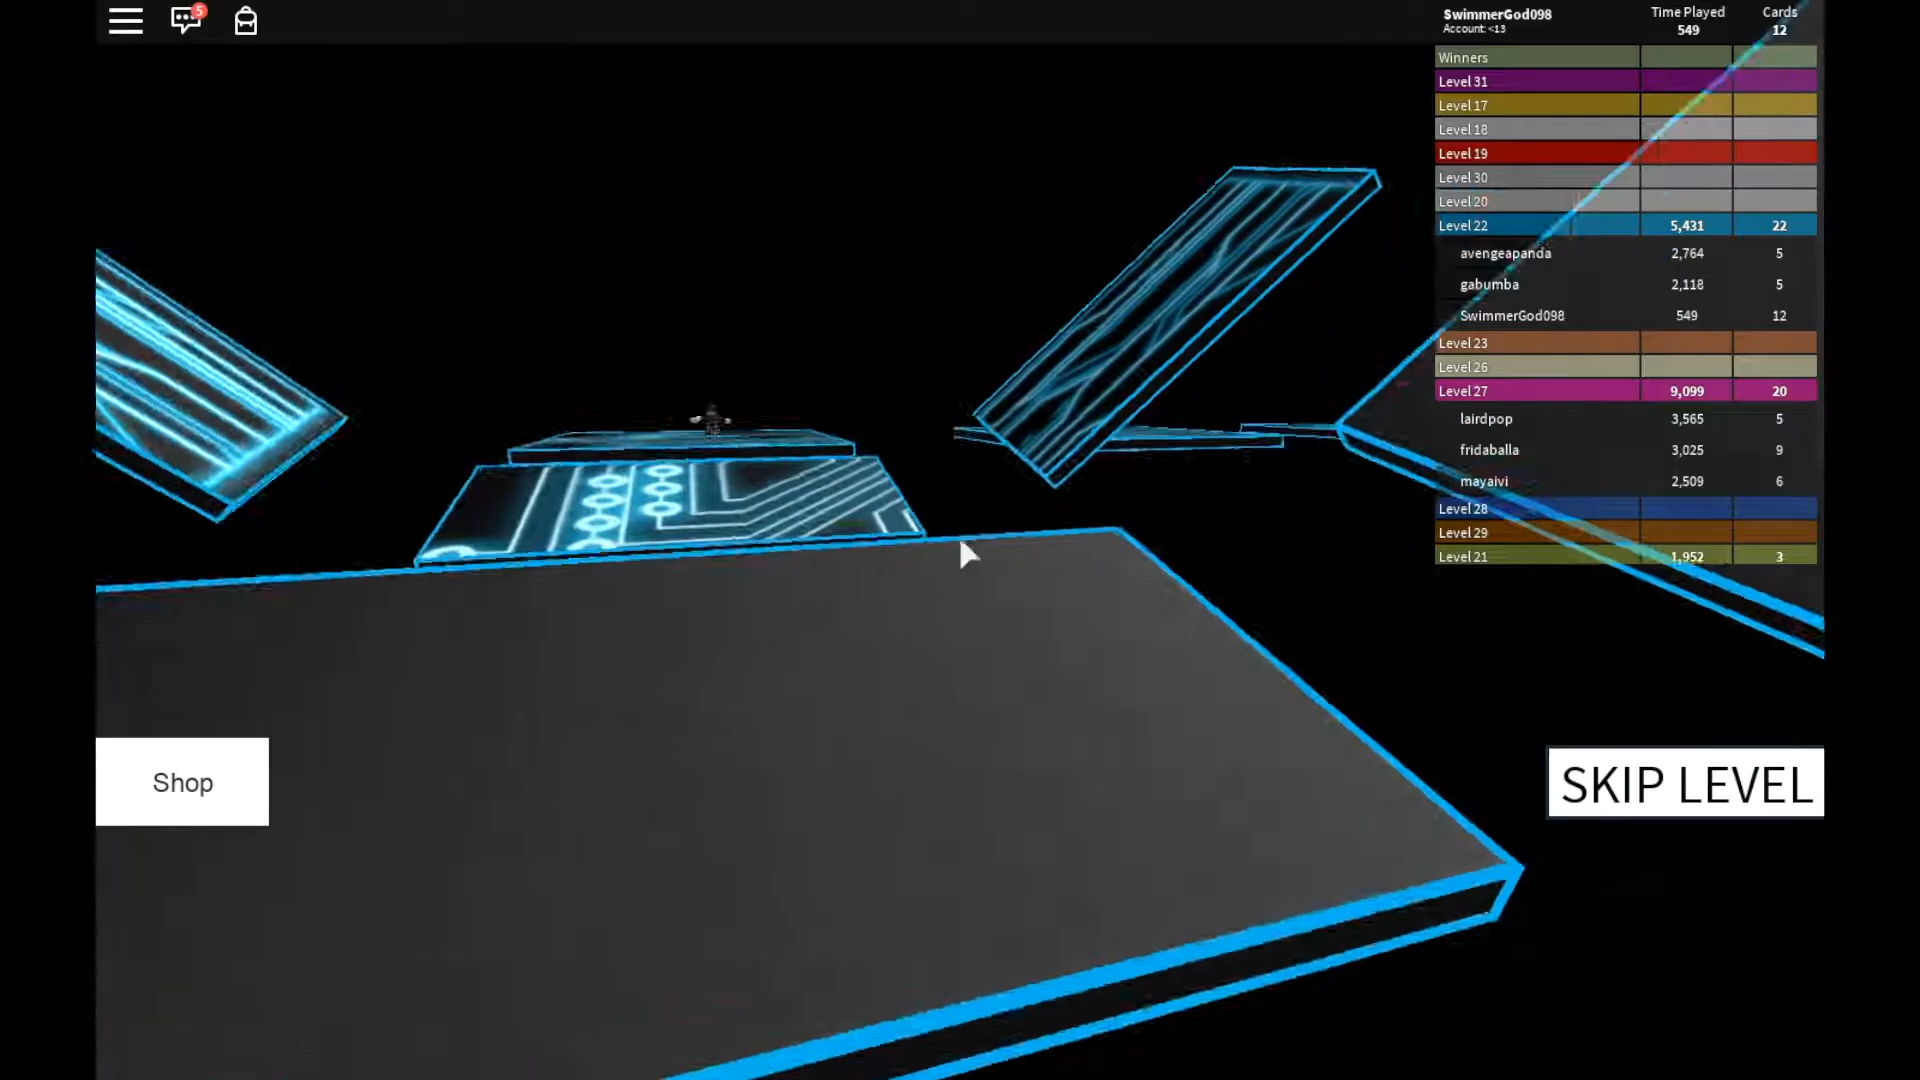 5
SwimmerGod098 Time Played Cards
Account: <13 549 12
Winners
Level 31
Level 17
Level 18
Level 19
Level 30
Level 20
Level 22 5,431 22
avengeapanda 2,764 5
gabumba 2,118 5
SwimmerGod098 549 12
Level 23
Level 26
Level 27 9,099 20
lairdpop 3,565 5
fridaballa 3,025 9
mayaivi 2,509 6
Level 28
Level 29
Level 21 1,952 3
Shop
SKIP LEVEL